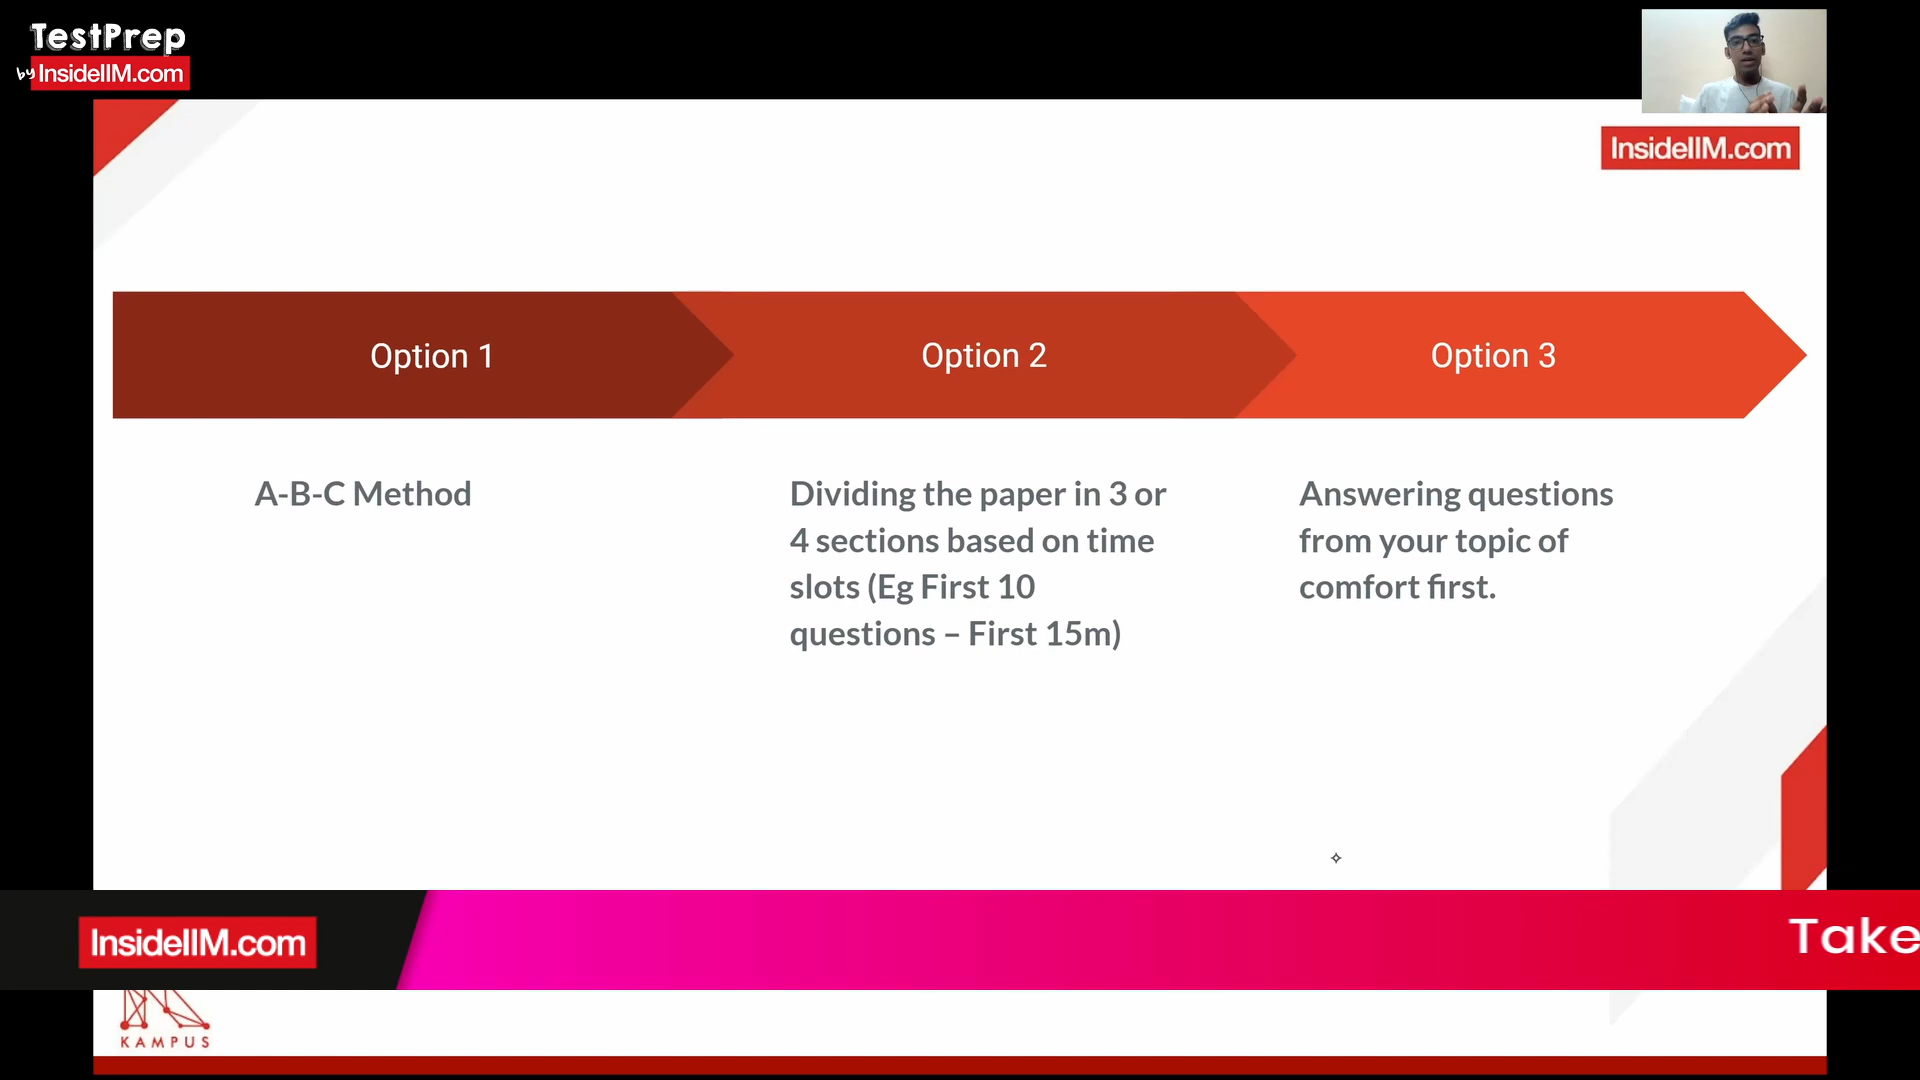 TestPrep
by InsideIIM.com
InsideIIM.com
Option 1
Option 2
Option 3
A-B-C Method
Dividing the paper in 3 or
4 sections based on time
slots (Eg First 10
questions – First 15m)
Answering questions
from your topic of
comfort first.
InsideIIM.com
Take
KAMPUS